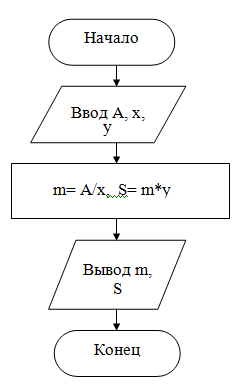 Начало
Ввод A, x,
y
m= A/x, S= m*y
Вывод m,
S
Конец